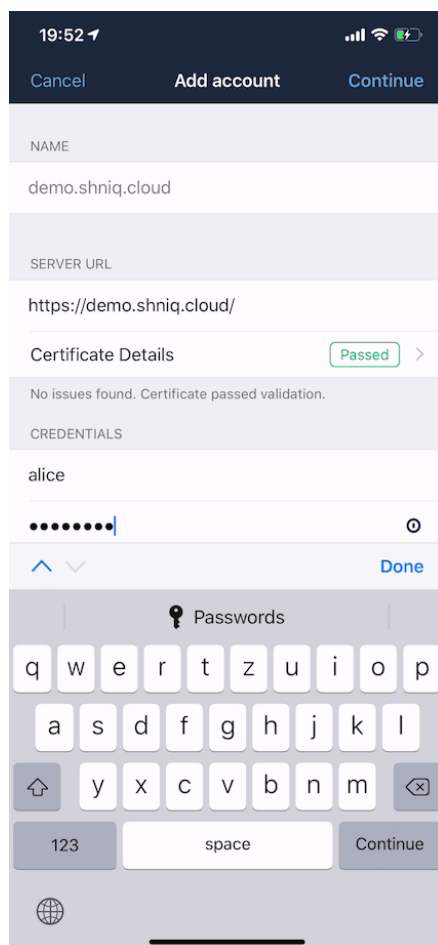 19:52
Cancel Add account Continue
NAME
demo.shniq.cloud
SERVER URL
https://demo.shniq.cloud/
Certificate Details Passed
No issues found. Certificate passed validation.
CREDENTIALS
alice
••••••••
Done
Passwords
q w e r t z u i o p
a s d f g h j k l
y x c v b n m
123 space Continue